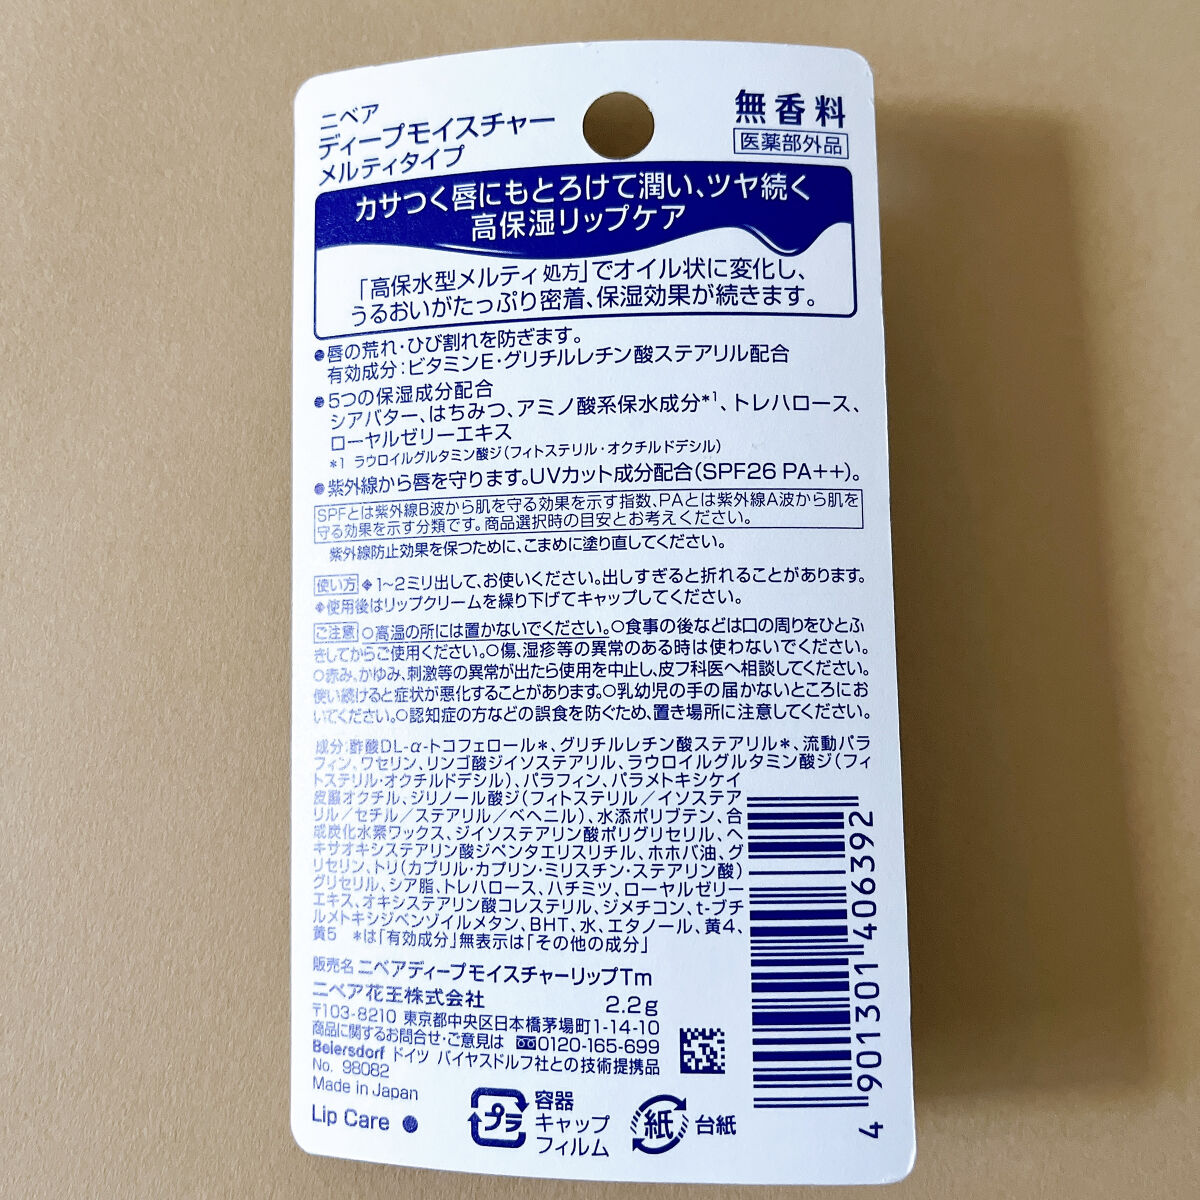 ニベア
ディープモイスチャー
メルティタイプ
無香料
医薬部外品
カサつく唇にもとろけて潤い、ツヤ続く
高保湿リップケア
「高保水型メルティ処方」でオイル状に変化し、
うるおいがたっぷり密着、保湿効果が続きます。
●唇の荒れ・ひび割れを防ぎます。
有効成分:ビタミンE・グリチルレチン酸ステアリル配合
●5つの保湿成分配合
シアバター、はちみつ、アミノ酸系保水成分*1、トレハロース、
ローヤルゼリーエキス
*1 ラウロイルグルタミン酸ジ(フィトステリル・オクチルドデシル)
●紫外線から唇を守ります。UVカット成分配合(SPF26 PA++)。
SPFとは紫外線B波から肌を守る効果を示す指数、PAとは紫外線A波から肌を
守る効果を示す分類です。商品選択時の目安とお考えください。
紫外線防止効果を保つために、こまめに塗り直してください。
使い方 ◆1~2ミリ出して、お使いください。出しすぎると折れることがあります。
◆使用後はリップクリームを繰り下げてキャップしてください。
ご注意 ○高温の所には置かないでください。○食事の後などは口の周りをひとふ
きしてからご使用ください。○傷、湿疹等の異常のある時は使わないでください。
○赤み、かゆみ、刺激等の異常が出たら使用を中止し、皮フ科医へ相談してください。
使い続けると症状が悪化することがあります。○乳幼児の手の届かないところにお
いてください。○認知症の方などの誤食を防ぐため、置き場所に注意してください。
成分:酢酸DL-α-トコフェロール*、グリチルレチン酸ステアリル*、流動パラ
フィン、ワセリン、リンゴ酸ジイソステアリル、ラウロイルグルタミン酸ジ(フィ
トステリル・オクチルドデシル)、パラフィン、パラメトキシケイ
皮酸オクチル、ジリノール酸ジ(フィトステリル/イソステア
リル/セチル/ステアリル/ベヘニル)、水添ポリブテン、合
成炭化水素ワックス、ジイソステアリン酸ポリグリセリル、ヘ
キサオキシステアリン酸ジペンタエリスリチル、ホホバ油、グ
リセリン、トリ(カプリル・カプリン・ミリスチン・ステアリン酸)
グリセリル、シア脂、トレハロース、ハチミツ、ローヤルゼリー
エキス、オキシステアリン酸コレステリル、ジメチコン、t-ブチ
ルメトキシジベンゾイルメタン、BHT、水、エタノール、黄4、
黄5 *は「有効成分」無表示は「その他の成分」
販売名 ニベアディープモイスチャーリップTm
ニベア花王株式会社 2.2g
〒103-8210 東京都中央区日本橋茅場町1-14-10
商品に関するお問合せ・ご意見は 0120-165-699
Beiersdorf ドイツ バイヤスドルフ社との技術提携品
No. 98082
Made in Japan
Lip Care ●
プラ
容器
キャップ
フィルム
紙
台紙
4 901301 406392